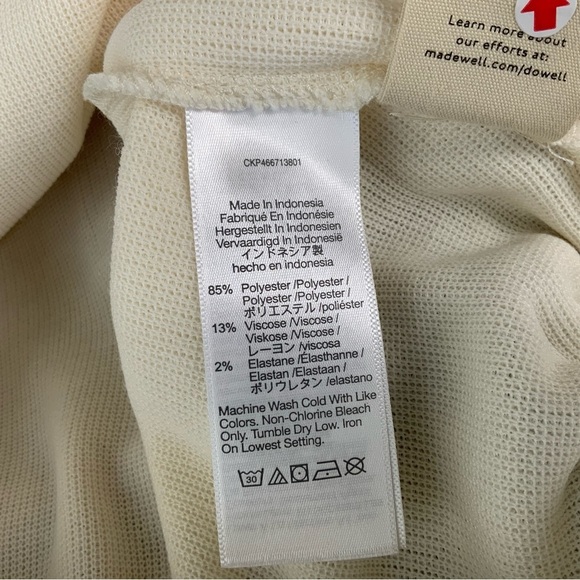 Learn more about
our efforts at:
madewell.com/dowell
CKP466713801
Made In Indonesia
Fabriqué En Indonésie
Hergestellt In Indonesien
Vervaardigd In Indonesië
インドネシア製
hecho en indonesia
85% Polyester /Polyester /
Polyester /Polyester /
ポリエステル /poliéster
13% Viscose /Viscose /
Viskose /Viscose /
レーヨン /viscosa
2% Elastane /Élasthanne /
Elastan /Elastaan /
ポリウレタン /elastano
Machine Wash Cold With Like
Colors. Non-Chlorine Bleach
Only. Tumble Dry Low. Iron
On Lowest Setting.
30